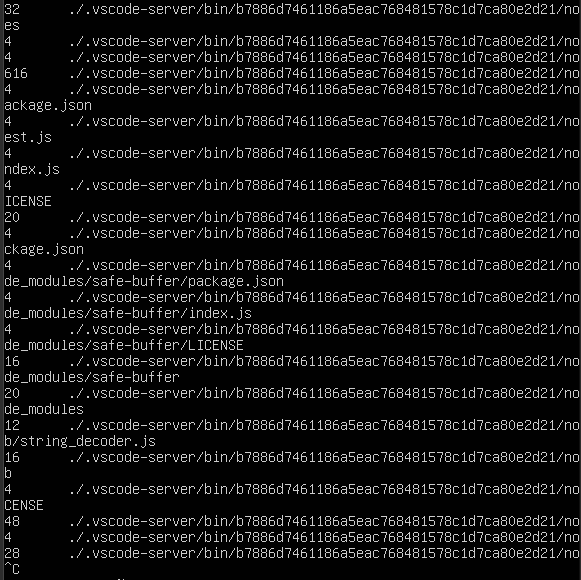 32      ./.vscode-server/bin/b7886d7461186a5eac768481578c1d7ca80e2d21/no
es
4       ./.vscode-server/bin/b7886d7461186a5eac768481578c1d7ca80e2d21/no
4       ./.vscode-server/bin/b7886d7461186a5eac768481578c1d7ca80e2d21/no
616     ./.vscode-server/bin/b7886d7461186a5eac768481578c1d7ca80e2d21/no
4       ./.vscode-server/bin/b7886d7461186a5eac768481578c1d7ca80e2d21/no
ackage.json
4       ./.vscode-server/bin/b7886d7461186a5eac768481578c1d7ca80e2d21/no
est.js
4       ./.vscode-server/bin/b7886d7461186a5eac768481578c1d7ca80e2d21/no
ndex.js
4       ./.vscode-server/bin/b7886d7461186a5eac768481578c1d7ca80e2d21/no
ICENSE
20      ./.vscode-server/bin/b7886d7461186a5eac768481578c1d7ca80e2d21/no
4       ./.vscode-server/bin/b7886d7461186a5eac768481578c1d7ca80e2d21/no
ckage.json
4       ./.vscode-server/bin/b7886d7461186a5eac768481578c1d7ca80e2d21/no
de_modules/safe-buffer/package.json
4       ./.vscode-server/bin/b7886d7461186a5eac768481578c1d7ca80e2d21/no
de_modules/safe-buffer/index.js
4       ./.vscode-server/bin/b7886d7461186a5eac768481578c1d7ca80e2d21/no
de_modules/safe-buffer/LICENSE
16      ./.vscode-server/bin/b7886d7461186a5eac768481578c1d7ca80e2d21/no
de_modules/safe-buffer
20      ./.vscode-server/bin/b7886d7461186a5eac768481578c1d7ca80e2d21/no
de_modules
12      ./.vscode-server/bin/b7886d7461186a5eac768481578c1d7ca80e2d21/no
b/string_decoder.js
16      ./.vscode-server/bin/b7886d7461186a5eac768481578c1d7ca80e2d21/no
b
4       ./.vscode-server/bin/b7886d7461186a5eac768481578c1d7ca80e2d21/no
CENSE
48      ./.vscode-server/bin/b7886d7461186a5eac768481578c1d7ca80e2d21/no
4       ./.vscode-server/bin/b7886d7461186a5eac768481578c1d7ca80e2d21/no
28      ./.vscode-server/bin/b7886d7461186a5eac768481578c1d7ca80e2d21/no
^C